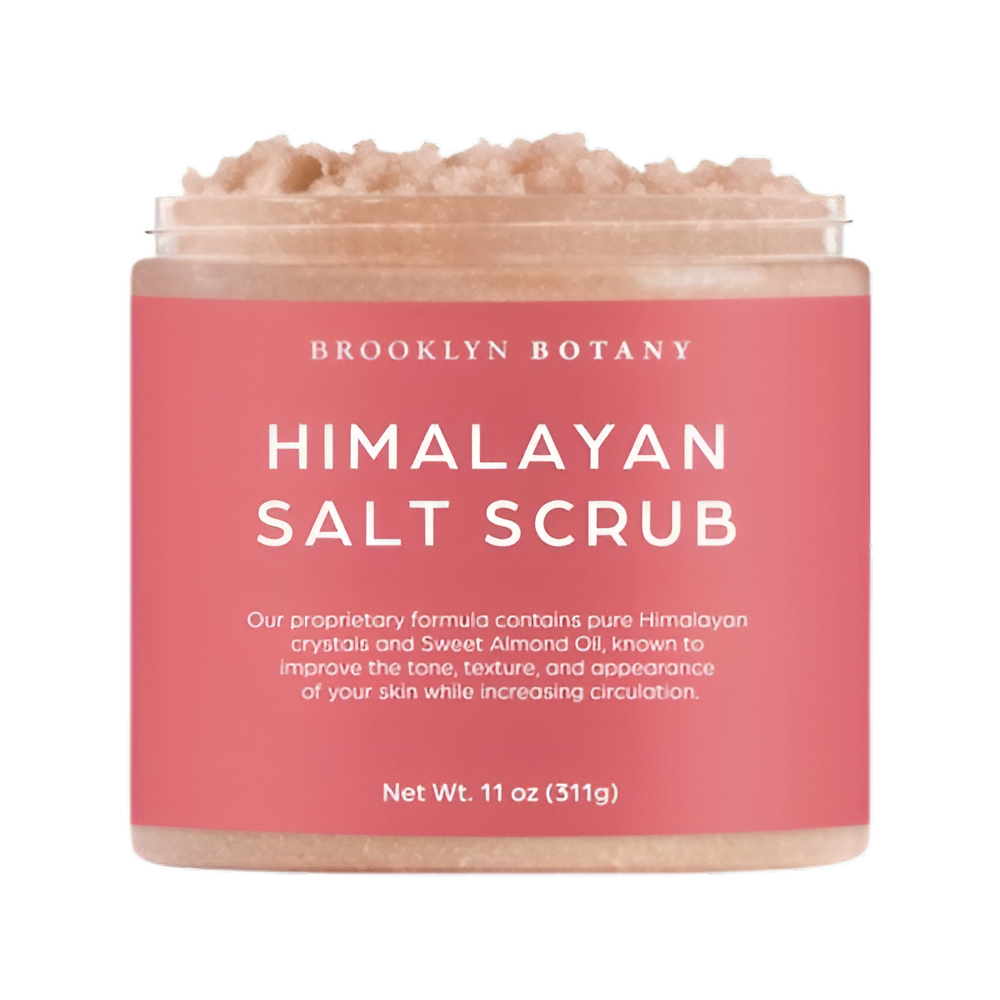 BROOKLYN BOTANY
HIMALAYAN
SALT SCRUB
Our proprietary formula contains pure Himalayan
crystals and Sweet Almond Oil, known to
improve the tone, texture, and appearance
of your skin while increasing circulation.
Net Wt. 11 oz (311g)